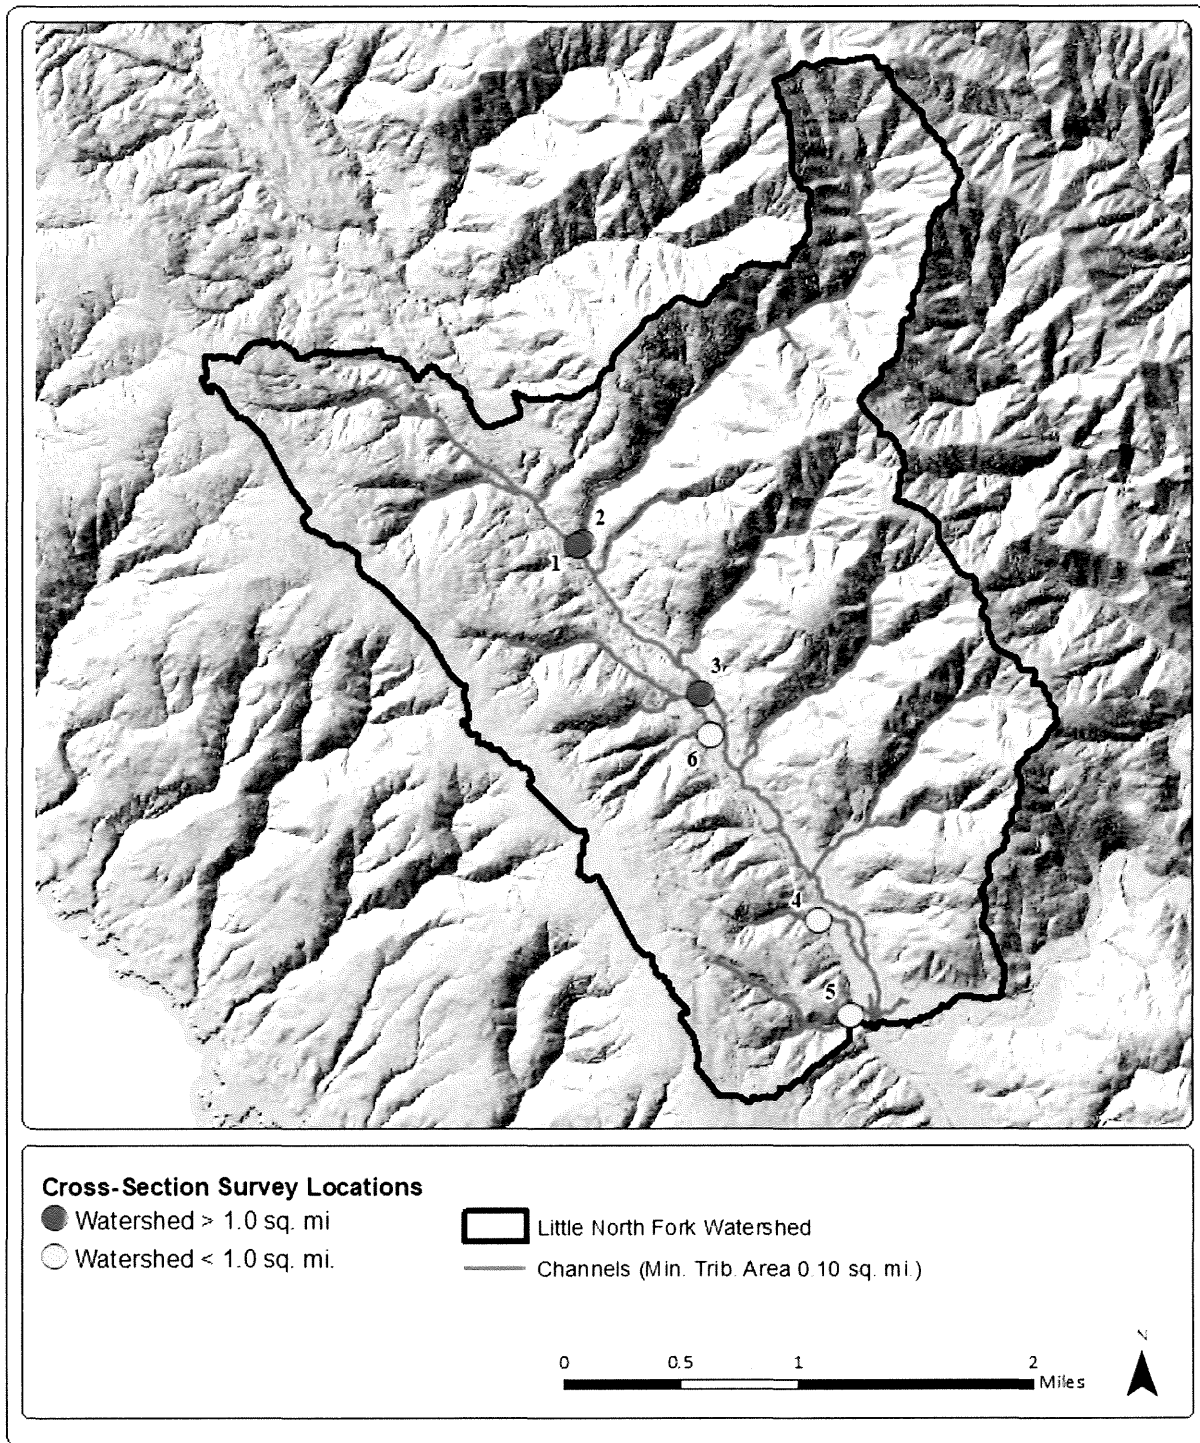 2
1
3
6
4
5
Cross-Section Survey Locations
Watershed > 1.0 sq. mi
Watershed < 1.0 sq. mi.
Little North Fork Watershed
Channels (Min. Trib. Area 0.10 sq. mi.)
N
0 0.5 1 2
Miles